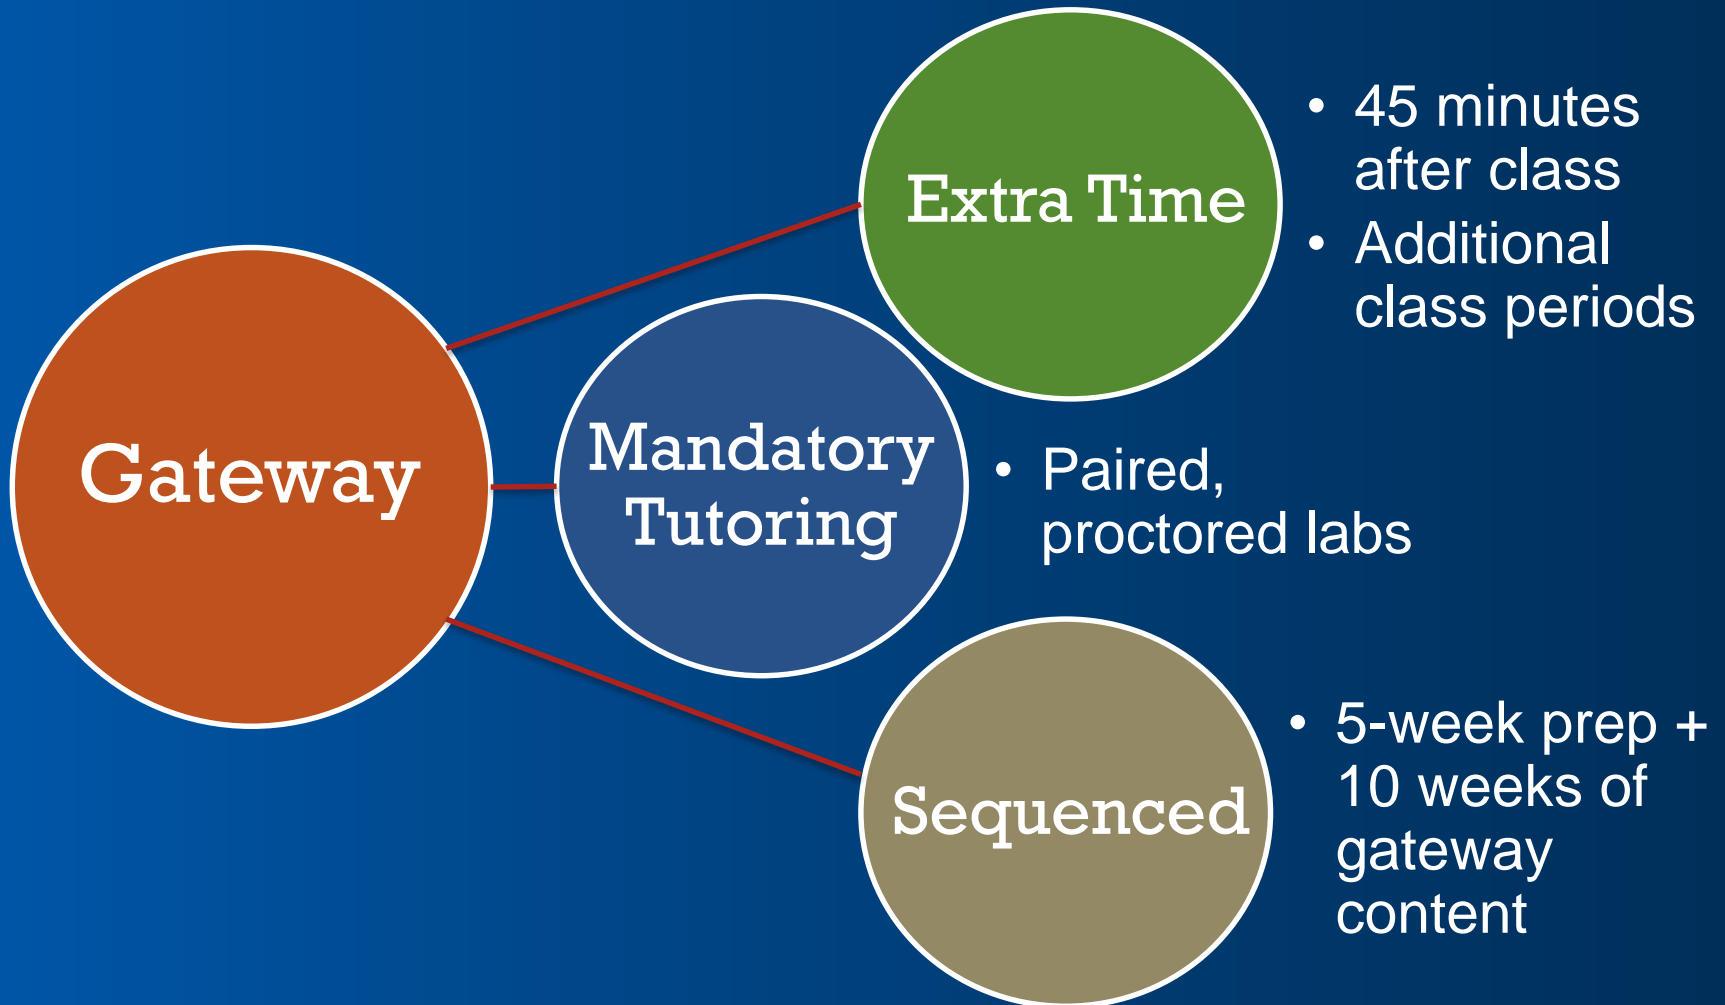 Gateway
Extra Time
• 45 minutes
after class
• Additional
class periods
Mandatory
Tutoring
• Paired,
proctored labs
Sequenced
• 5-week prep +
10 weeks of
gateway
content